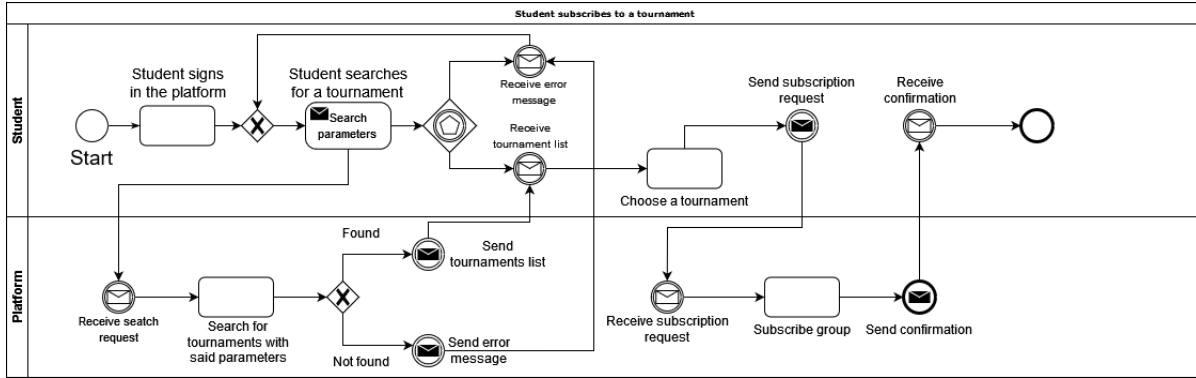 Student subscribes to a tournament
Student
Start
Student signs
in the platform
Student searches
for a tournament
Search
parameters
Receive error
message
Receive
tournament list
Choose a tournament
Send subscription
request
Receive
confirmation
Platform
Receive seatch
request
Search for
tournaments with
said parameters
Found
Not found
Send
tournaments list
Send error
message
Receive subscription
request
Subscribe group
Send confirmation